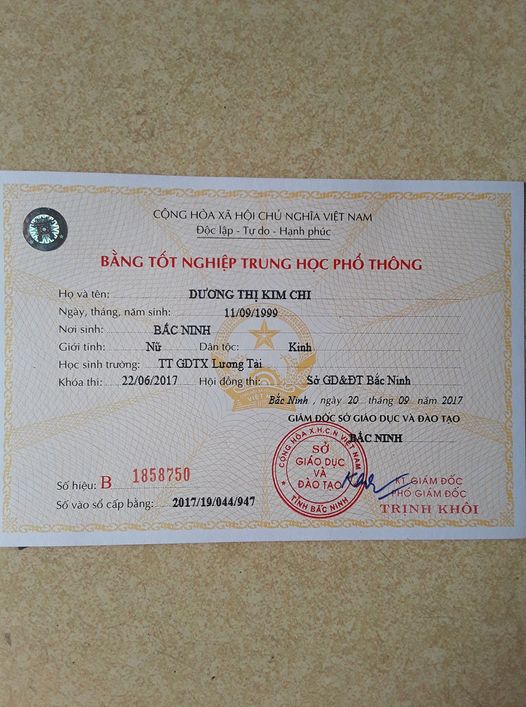 CỘNG HÒA XÃ HỘI CHỦ NGHĨA VIỆT NAM
Độc lập - Tự do - Hạnh phúc
BẰNG TỐT NGHIỆP TRUNG HỌC PHỔ THÔNG
Họ và tên: DƯƠNG THỊ KIM CHI
Ngày, tháng, năm sinh: 11/09/1999
Nơi sinh: BẮC NINH
Giới tính: Nữ Dân tộc: Kinh
Học sinh trường: TT GDTX Lương Tài
Khóa thi: 22/06/2017 Hội đồng thi: Sở GD&ĐT Bắc Ninh
Bắc Ninh, ngày 20 tháng 09 năm 2017
GIÁM ĐỐC SỞ GIÁO DỤC VÀ ĐÀO TẠO
BẮC NINH
CỘNG HÒA X.H.C.N VIỆT NAM
SỞ
GIÁO DỤC
VÀ
ĐÀO TẠO
TỈNH BẮC NINH
KT GIÁM ĐỐC
PHÓ GIÁM ĐỐC
TRỊNH KHÔI
Số hiệu: B 1858750
Số vào sổ cấp bằng: 2017/19/044/947